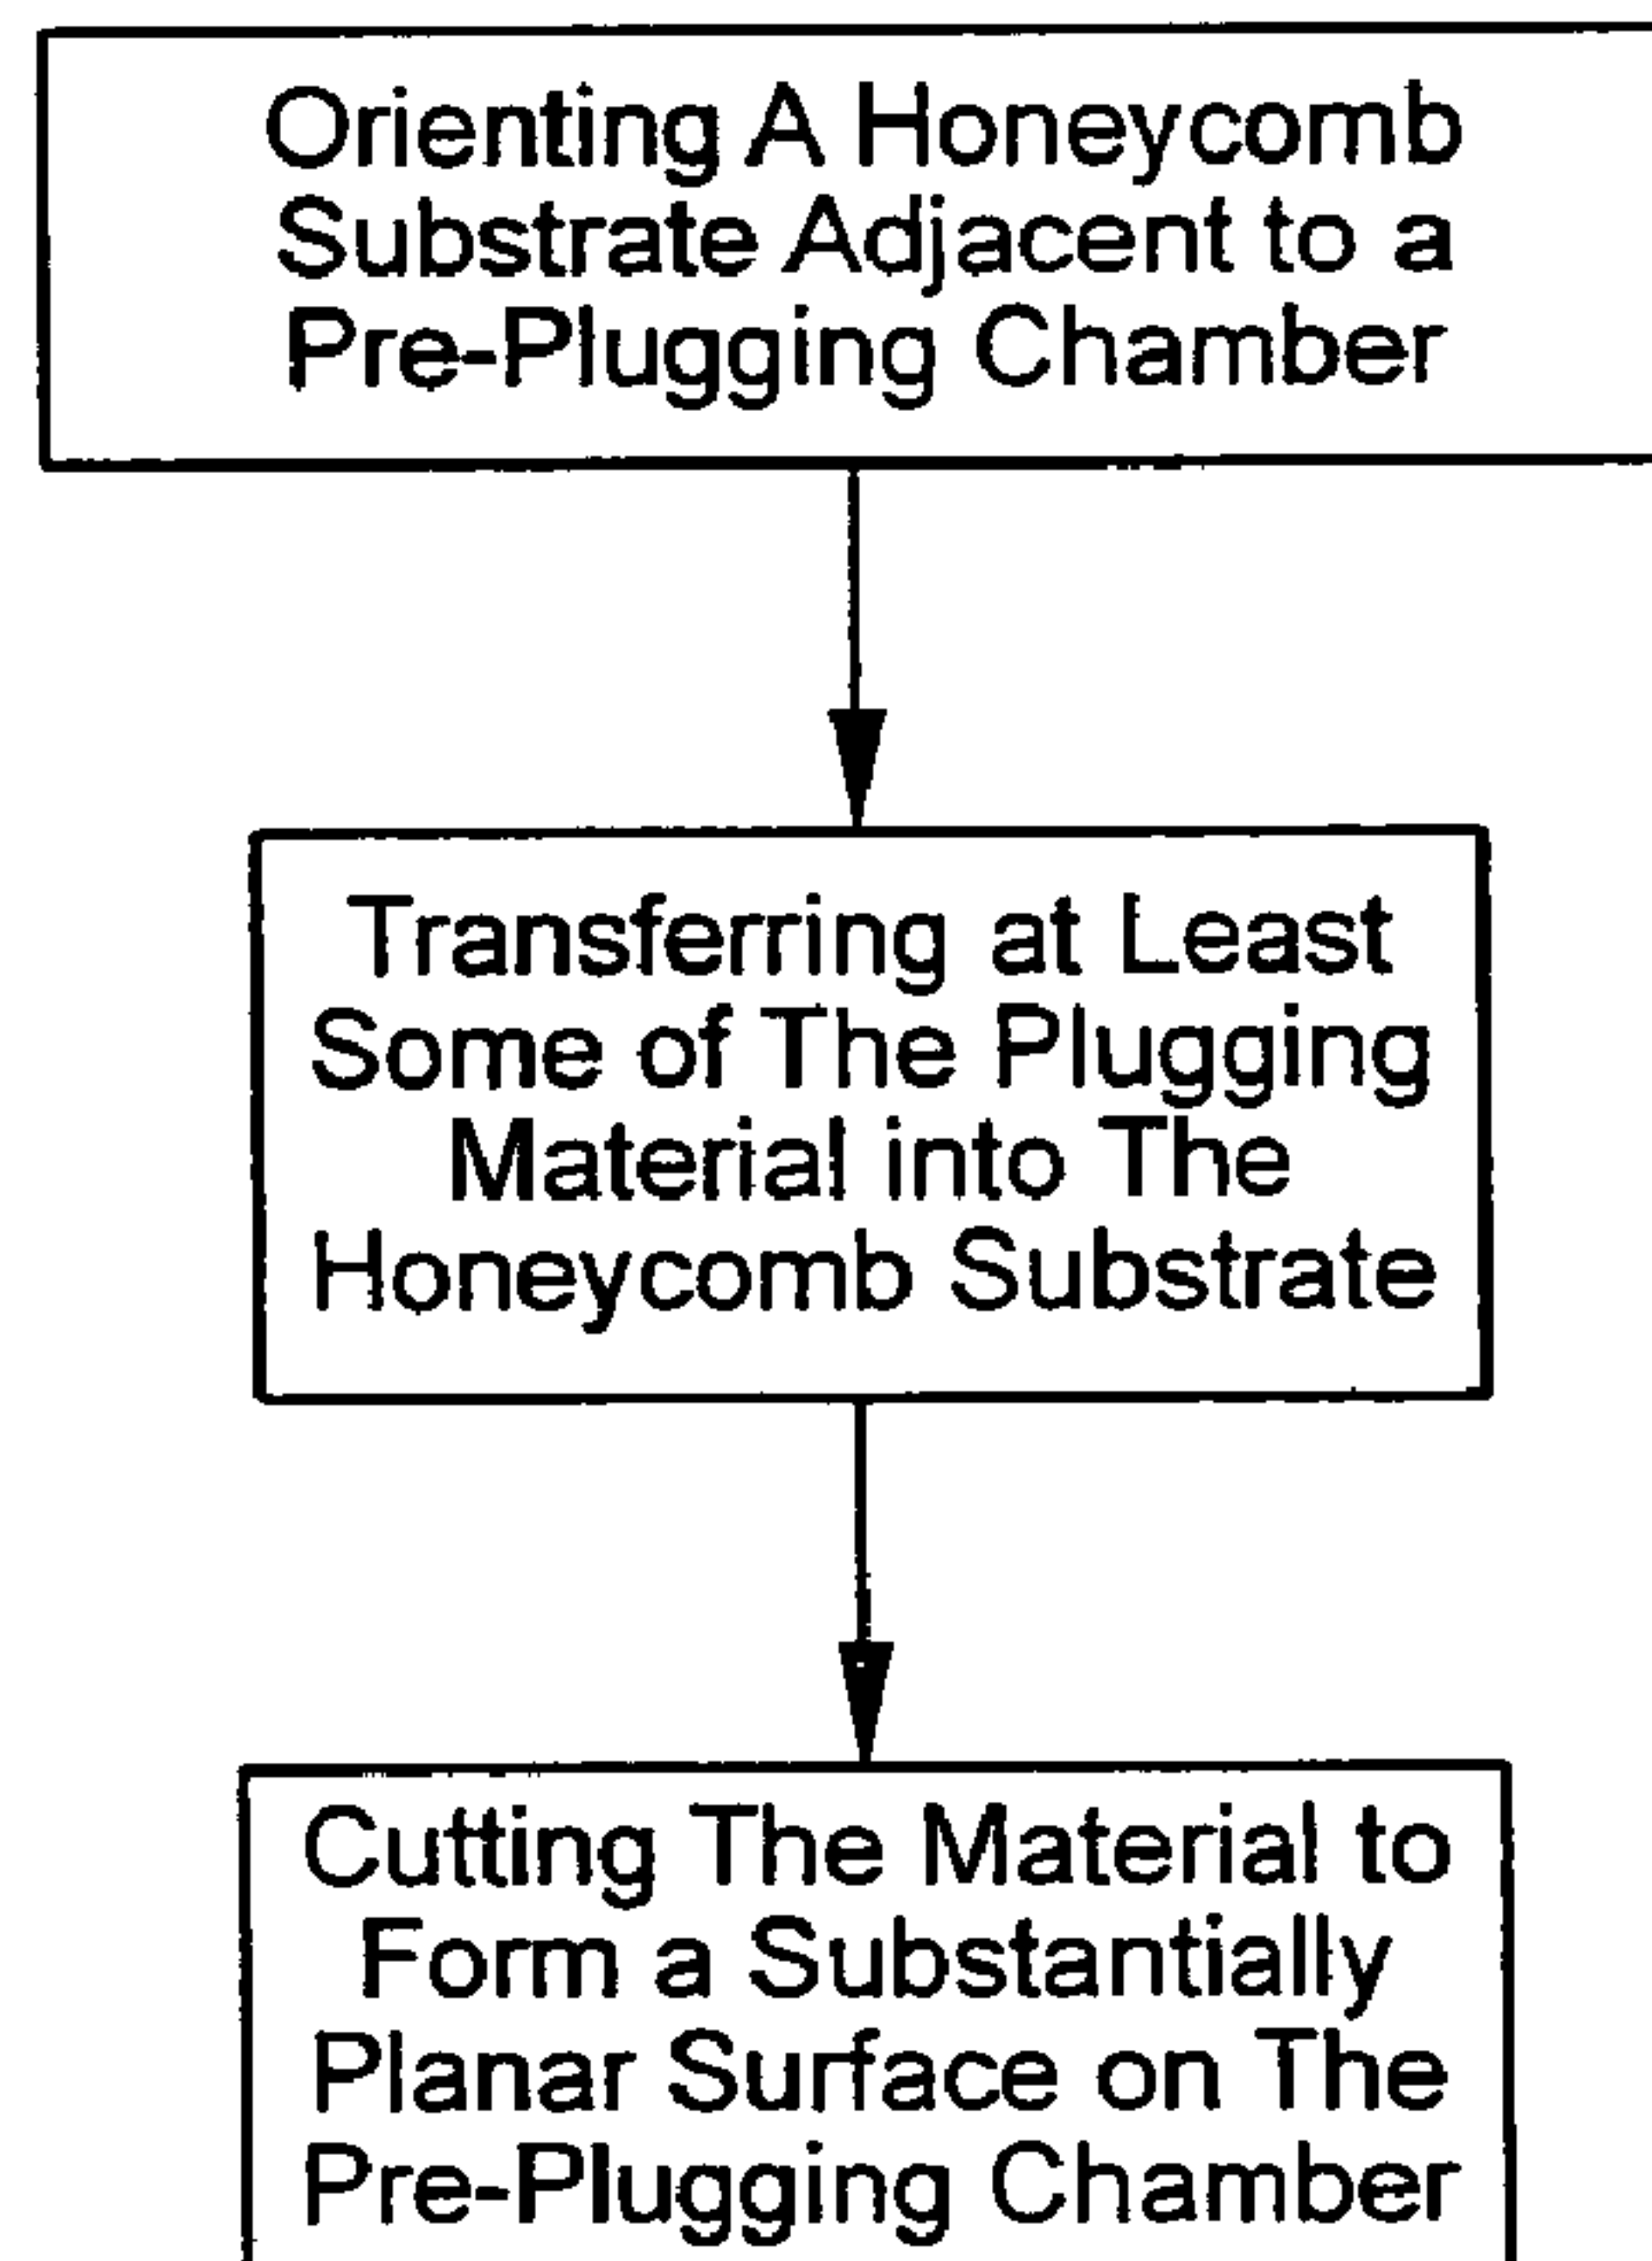 Orienting A Honeycomb
Substrate Adjacent to a
Pre-Plugging Chamber
Transferring at Least
Some of The Plugging
Material into The
Honeycomb Substrate
Cutting The Material to
Form a Substantially
Planar Surface on The
Pre-Plugging Chamber